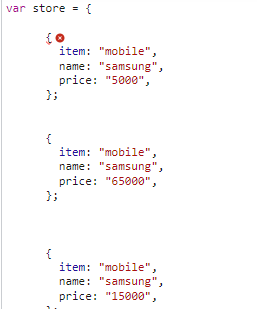 var store = {
{
item: "mobile",
name: "samsung",
price: "5000",
};
{
item: "mobile",
name: "samsung",
price: "65000",
};
{
item: "mobile",
name: "samsung",
price: "15000",
};